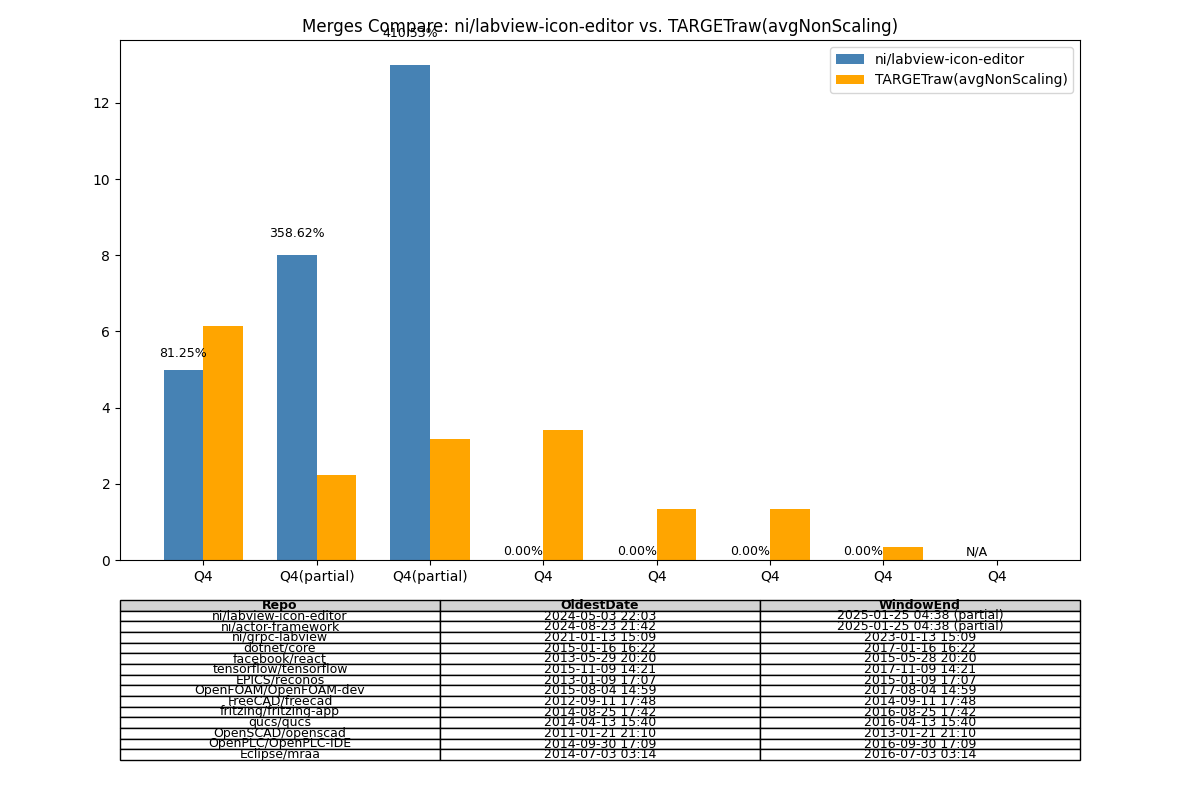 Merges Compare: ni/labview-icon-editor vs. TARGETraw(avgNonScaling)
410.53%
ni/labview-icon-editor
TARGETraw(avgNonScaling)
12
10
358.62%
8
6
81.25%
4
2
0.00% 0.00% 0.00% 0.00% N/A
0
Q4 Q4(partial) Q4(partial) Q4 Q4 Q4 Q4 Q4
Repo OldestDate WindowEnd
ni/labview-icon-editor 2024-05-03 22:03 2025-01-25 04:38 (partial)
ni/actor-framework 2024-08-23 21:42 2025-01-25 04:38 (partial)
ni/grpc-labview 2021-01-13 15:09 2023-01-13 15:09
dotnet/core 2015-01-16 16:22 2017-01-16 16:22
facebook/react 2013-05-29 20:20 2015-05-28 20:20
tensorflow/tensorflow 2015-11-09 14:21 2017-11-09 14:21
EPICS/reconos 2013-01-09 17:07 2015-01-09 17:07
OpenFOAM/OpenFOAM-dev 2015-08-04 14:59 2017-08-04 14:59
FreeCAD/freecad 2012-09-11 17:48 2014-09-11 17:48
fritzing/fritzing-app 2014-08-25 17:42 2016-08-25 17:42
qucs/qucs 2014-04-13 15:40 2016-04-13 15:40
OpenSCAD/openscad 2011-01-21 21:10 2013-01-21 21:10
OpenPLC/OpenPLC-IDE 2014-09-30 17:09 2016-09-30 17:09
Eclipse/mraa 2014-07-03 03:14 2016-07-03 03:14